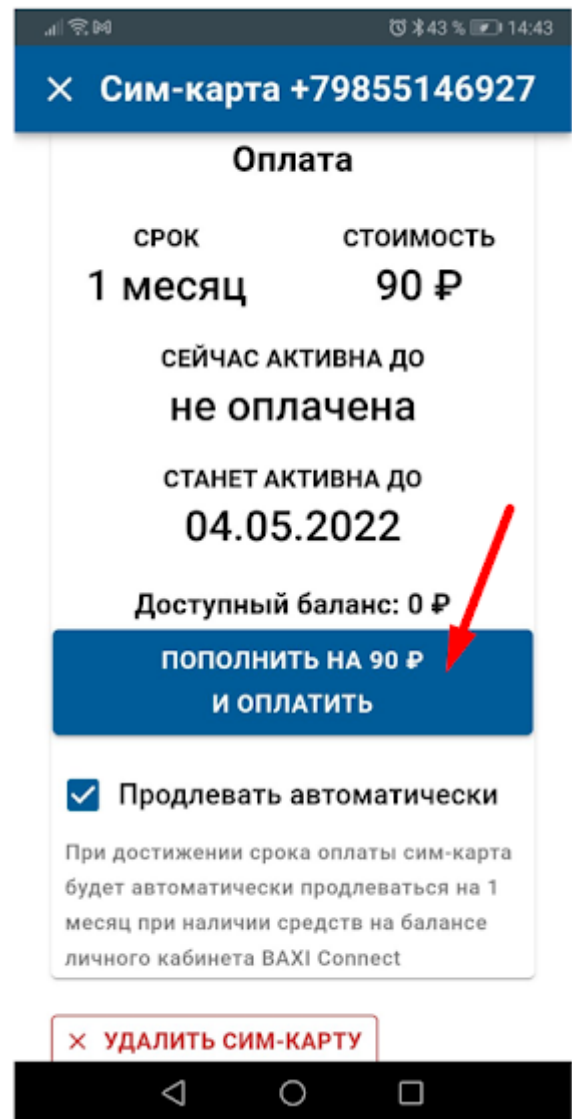 43 % 14:43
× Сим-карта +79855146927
Оплата
СРОК СТОИМОСТЬ
1 месяц 90 ₽
СЕЙЧАС АКТИВНА ДО
не оплачена
СТАНЕТ АКТИВНА ДО
04.05.2022
Доступный баланс: 0 ₽
ПОПОЛНИТЬ НА 90 ₽
И ОПЛАТИТЬ
Продлевать автоматически
При достижении срока оплаты сим-карта
будет автоматически продлеваться на 1
месяц при наличии средств на балансе
личного кабинета BAXI Connect
× УДАЛИТЬ СИМ-КАРТУ